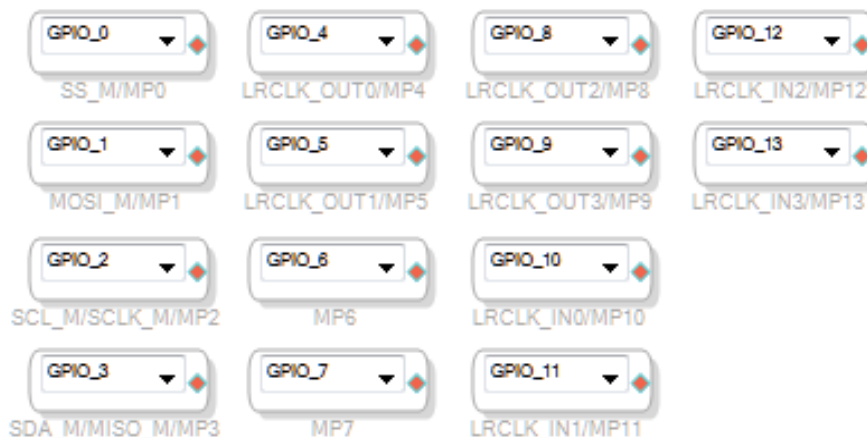 GPIO_0 GPIO_4 GPIO_8 GPIO_12
SS_M/MP0 LRCLK_OUT0/MP4 LRCLK_OUT2/MP8 LRCLK_IN2/MP12
GPIO_1 GPIO_5 GPIO_9 GPIO_13
MOSI_M/MP1 LRCLK_OUT1/MP5 LRCLK_OUT3/MP9 LRCLK_IN3/MP13
GPIO_2 GPIO_6 GPIO_10
SCL_M/SCLK_M/MP2 MP6 LRCLK_IN0/MP10
GPIO_3 GPIO_7 GPIO_11
SDA_M/MISO_M/MP3 MP7 LRCLK_IN1/MP11